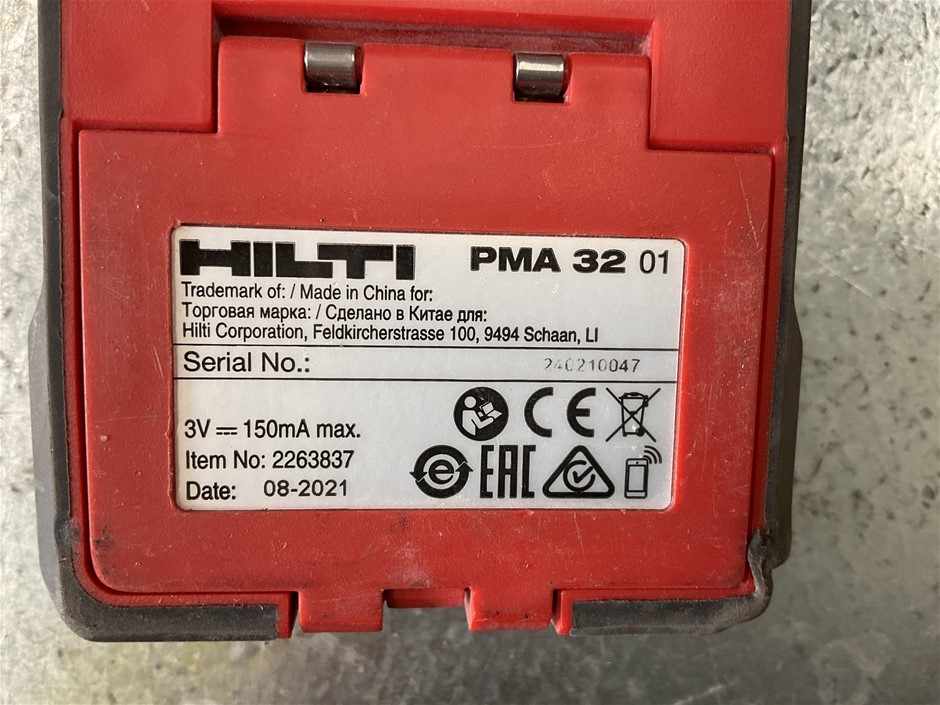 HILTI PMA 32 01
Trademark of: / Made in China for:
Торговая марка: / Сделано в Китае для:
Hilti Corporation, Feldkircherstrasse 100, 9494 Schaan, LI
Serial No.: 240210047
3V ⎓ 150mA max.
Item No: 2263837
Date: 08-2021
CE
e EAC